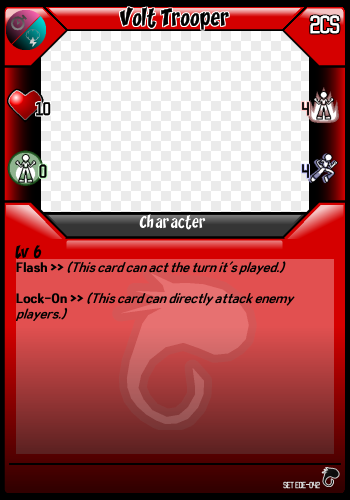 Volt Trooper
2CS
10
4
0
4
Character
Lv 6
Flash >> (This card can act the turn it's played.)
Lock-On >> (This card can directly attack enemy
players.)
SET EDE-042